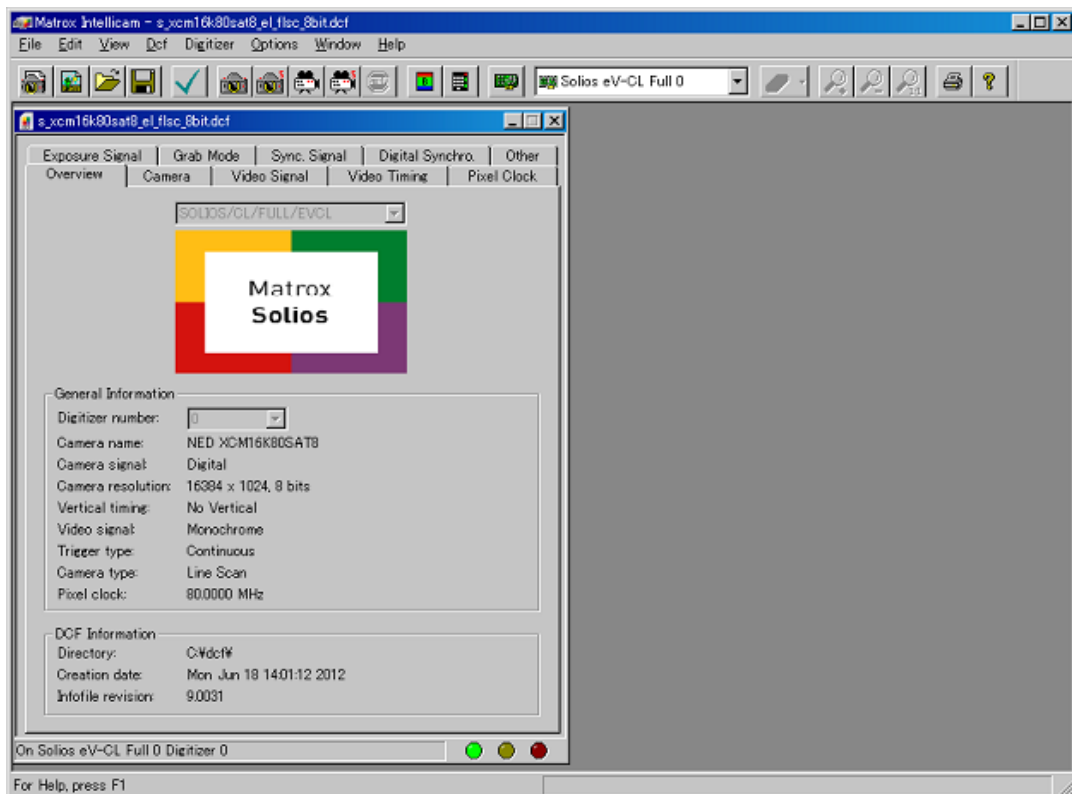 Matrox Intellicam - s_xcm16k80sat8_el_flsc_8bit.dcf
File Edit View Dcf Digitizer Options Window Help
Solios eV-CL Full 0
s_xcm16k80sat8_el_flsc_8bit.dcf
Exposure Signal Grab Mode Sync. Signal Digital Synchro. Other
Overview Camera Video Signal Video Timing Pixel Clock
SOLIOS/CL/FULL/EVCL
Matrox
Solios
General Information
Digitizer number: 0
Camera name: NED XCM16K80SAT8
Camera signal: Digital
Camera resolution: 16384 x 1024, 8 bits
Vertical timing: No Vertical
Video signal: Monochrome
Trigger type: Continuous
Camera type: Line Scan
Pixel clock: 80.0000 MHz
DCF Information
Directory: C:¥dcf¥
Creation date: Mon Jun 18 14:01:12 2012
Infofile revision: 9.0031
On Solios eV-CL Full 0 Digitizer 0
For Help, press F1